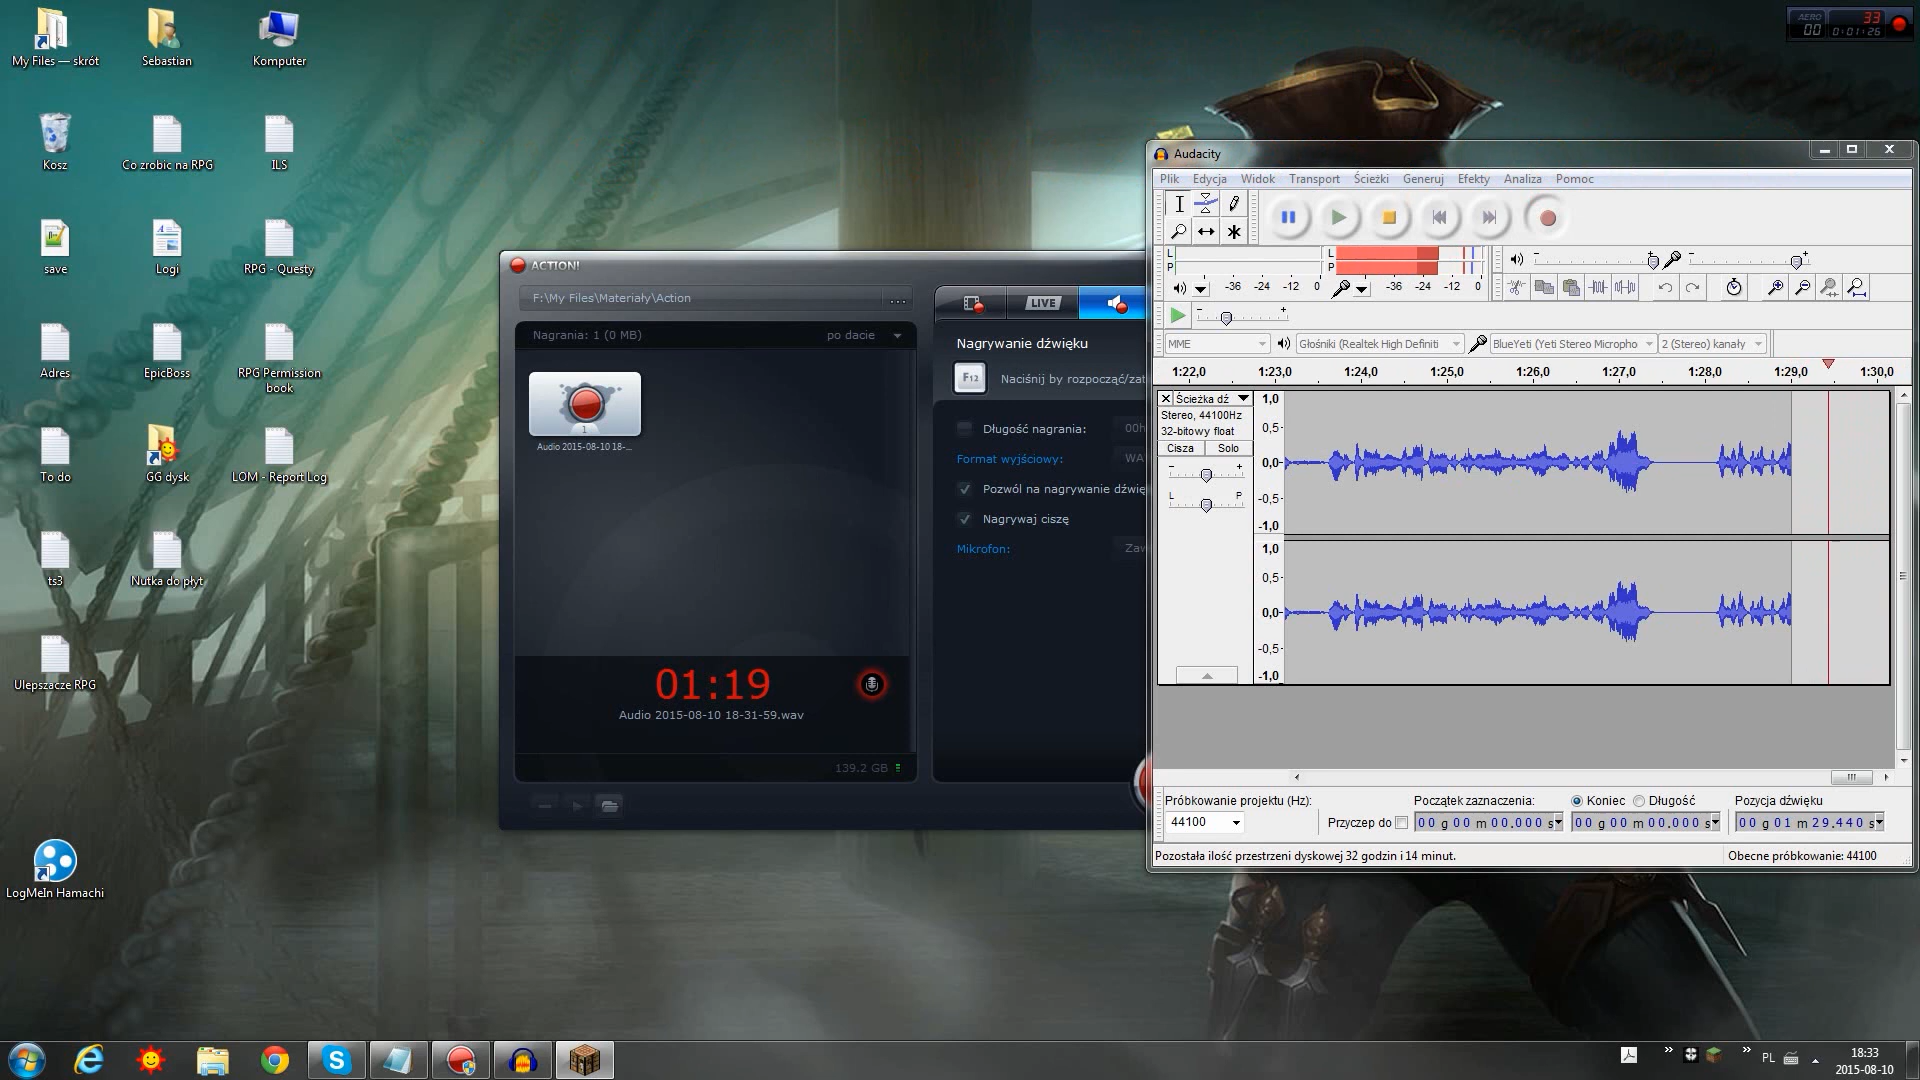 My Files — skrót
Sebastian
Komputer
Kosz
Co zrobic na RPG
ILS
save
Logi
RPG - Questy
Adres
EpicBoss
RPG Permission
book
To do
GG dysk
LOM - Report Log
ts3
Nutka do płyt
Ulepszacze RPG
LogMeIn Hamachi
AERO
00
33
0:01:26
ACTION!
F:\My Files\Materiały\Action
...
Nagrania: 1 (0 MB)
po dacie
1
Audio 2015-08-10 18-...
01:19
Audio 2015-08-10 18-31-59.wav
139.2 GB
LIVE
Nagrywanie dźwięku
F12
Naciśnij by rozpocząć/zat
Długość nagrania:
00h
Format wyjściowy:
WA
Pozwól na nagrywanie dźwię
Nagrywaj ciszę
Mikrofon:
Zaw
Audacity
Plik Edycja Widok Transport Ścieżki Generuj Efekty Analiza Pomoc
L
P
L
P
-36 -24 -12 0
-36 -24 -12 0
MME
Głośniki (Realtek High Definiti
BlueYeti (Yeti Stereo Micropho
2 (Stereo) kanały
1:22,0 1:23,0 1:24,0 1:25,0 1:26,0 1:27,0 1:28,0 1:29,0 1:30,0
Ścieżka dź
Stereo, 44100Hz
32-bitowy float
Cisza Solo
L P
1,0
0,5
0,0
-0,5
-1,0
1,0
0,5
0,0
-0,5
-1,0
Próbkowanie projektu (Hz):
44100
Przyczep do
Początek zaznaczenia:
00 g 00 m 00.000 s
Koniec Długość
00 g 00 m 00.000 s
Pozycja dźwięku
00 g 01 m 29.440 s
Pozostała ilość przestrzeni dyskowej 32 godzin i 14 minut.
Obecne próbkowanie: 44100
PL
18:33
2015-08-10